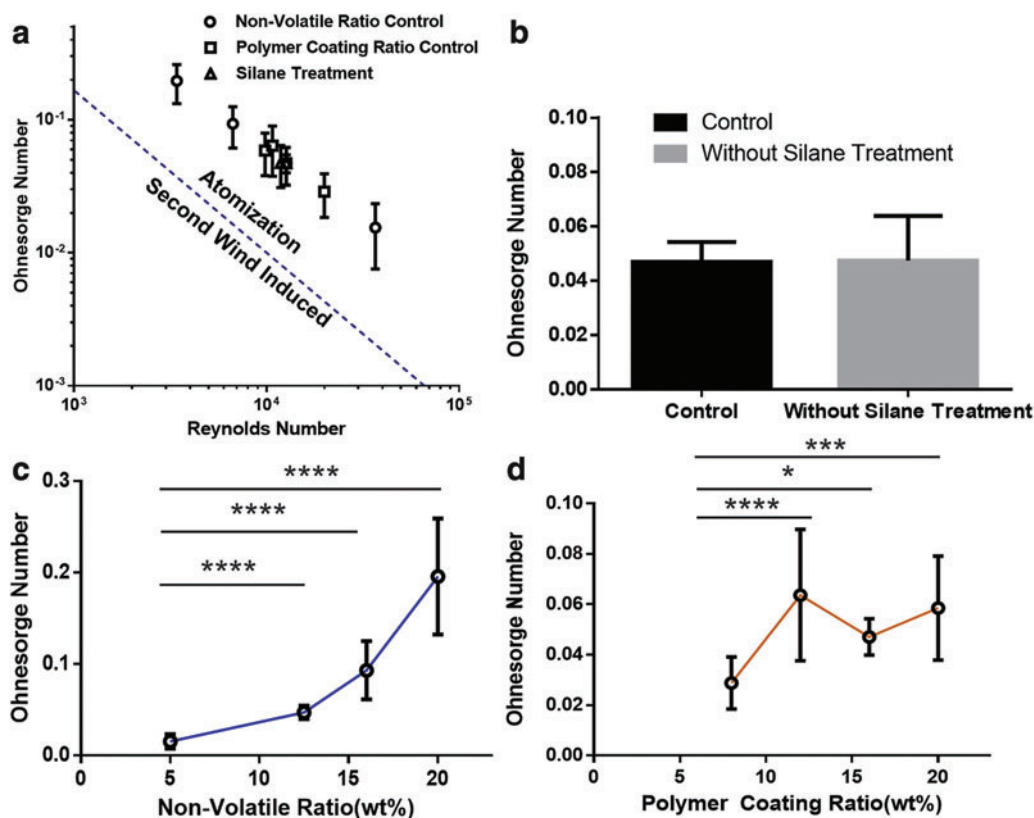 a
Non-Volatile Ratio Control
Polymer Coating Ratio Control
Silane Treatment
10⁻¹
10⁻²
10⁻³
Ohnesorge Number
Atomization
Second Wind Induced
10³
10⁴
10⁵
Reynolds Number
b
Control
Without Silane Treatment
0.10
0.08
0.06
0.04
0.02
0.00
Ohnesorge Number
Control
Without Silane Treatment
c
****
****
****
0.3
0.2
0.1
0.0
Ohnesorge Number
0
5
10
15
20
Non-Volatile Ratio(wt%)
d
***
*
****
0.10
0.08
0.06
0.04
0.02
0.00
Ohnesorge Number
0
5
10
15
20
Polymer Coating Ratio(wt%)